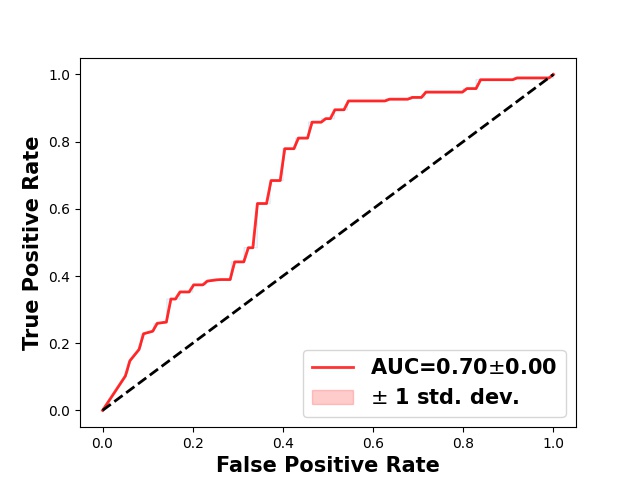 1.0
0.8
0.6
0.4
0.2
0.0
True Positive Rate
AUC=0.70±0.00
± 1 std. dev.
0.0 0.2 0.4 0.6 0.8 1.0
False Positive Rate